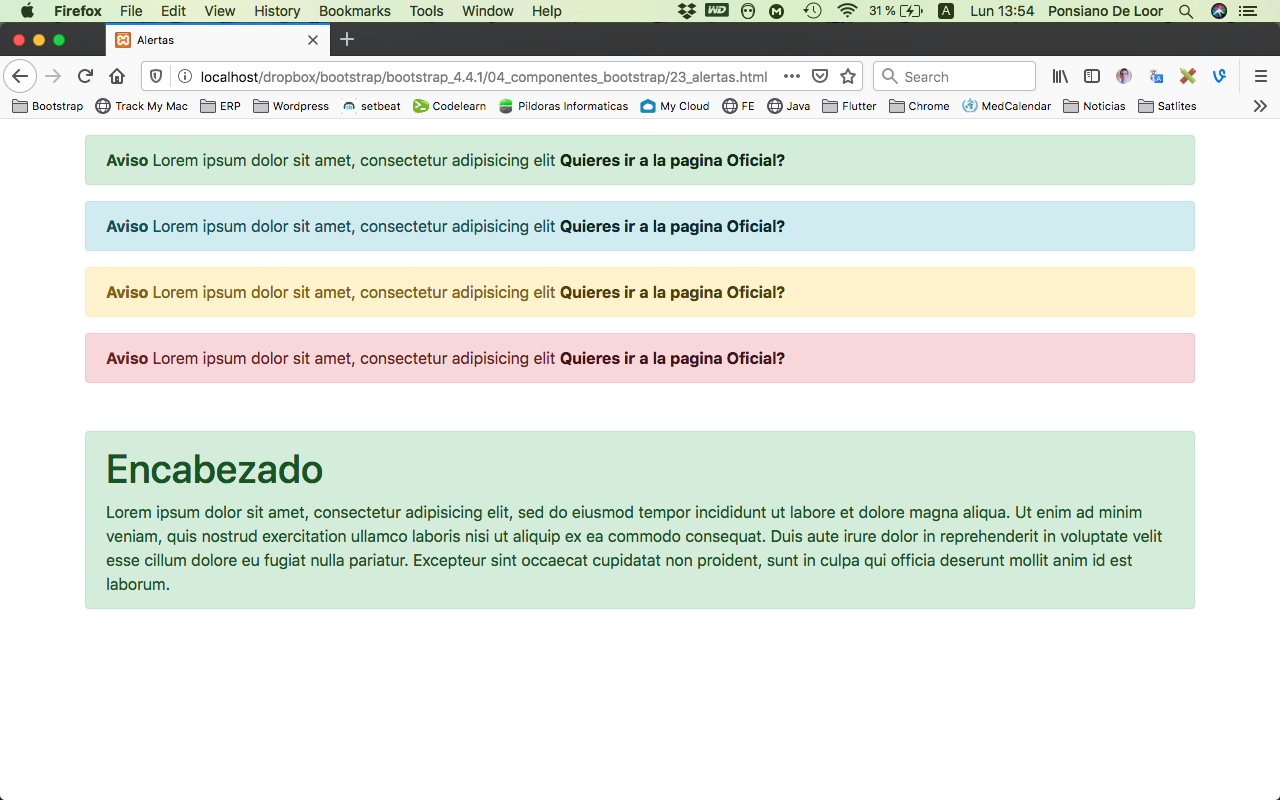 Firefox File Edit View History Bookmarks Tools Window Help WD M 31 % A Lun 13:54 Ponsiano De Loor
Alertas
localhost/dropbox/bootstrap/bootstrap_4.4.1/04_componentes_bootstrap/23_alertas.html Search
Bootstrap Track My Mac ERP Wordpress setbeat Codelearn Pildoras Informaticas My Cloud FE Java Flutter Chrome MedCalendar Noticias Satlites
Aviso Lorem ipsum dolor sit amet, consectetur adipisicing elit Quieres ir a la pagina Oficial?
Aviso Lorem ipsum dolor sit amet, consectetur adipisicing elit Quieres ir a la pagina Oficial?
Aviso Lorem ipsum dolor sit amet, consectetur adipisicing elit Quieres ir a la pagina Oficial?
Aviso Lorem ipsum dolor sit amet, consectetur adipisicing elit Quieres ir a la pagina Oficial?
Encabezado
Lorem ipsum dolor sit amet, consectetur adipisicing elit, sed do eiusmod tempor incididunt ut labore et dolore magna aliqua. Ut enim ad minim
veniam, quis nostrud exercitation ullamco laboris nisi ut aliquip ex ea commodo consequat. Duis aute irure dolor in reprehenderit in voluptate velit
esse cillum dolore eu fugiat nulla pariatur. Excepteur sint occaecat cupidatat non proident, sunt in culpa qui officia deserunt mollit anim id est
laborum.